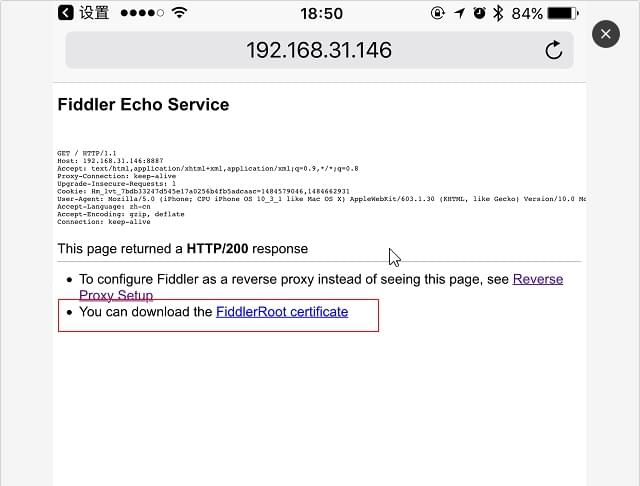 设置 18:50 84%
192.168.31.146
Fiddler Echo Service
GET / HTTP/1.1
Host: 192.168.31.146:8887
Accept: text/html,application/xhtml+xml,application/xml;q=0.9,*/*;q=0.8
Proxy-Connection: keep-alive
Upgrade-Insecure-Requests: 1
Cookie: Hm_lvt_7bdb33247d545e17a0256b4fb5adcaac=1484579046,1484662931
User-Agent: Mozilla/5.0 (iPhone; CPU iPhone OS 10_3_1 like Mac OS X) AppleWebKit/603.1.30 (KHTML, like Gecko) Version/10.0 Mo
Accept-Language: zh-cn
Accept-Encoding: gzip, deflate
Connection: keep-alive
This page returned a HTTP/200 response
• To configure Fiddler as a reverse proxy instead of seeing this page, see Reverse
Proxy Setup
• You can download the FiddlerRoot certificate